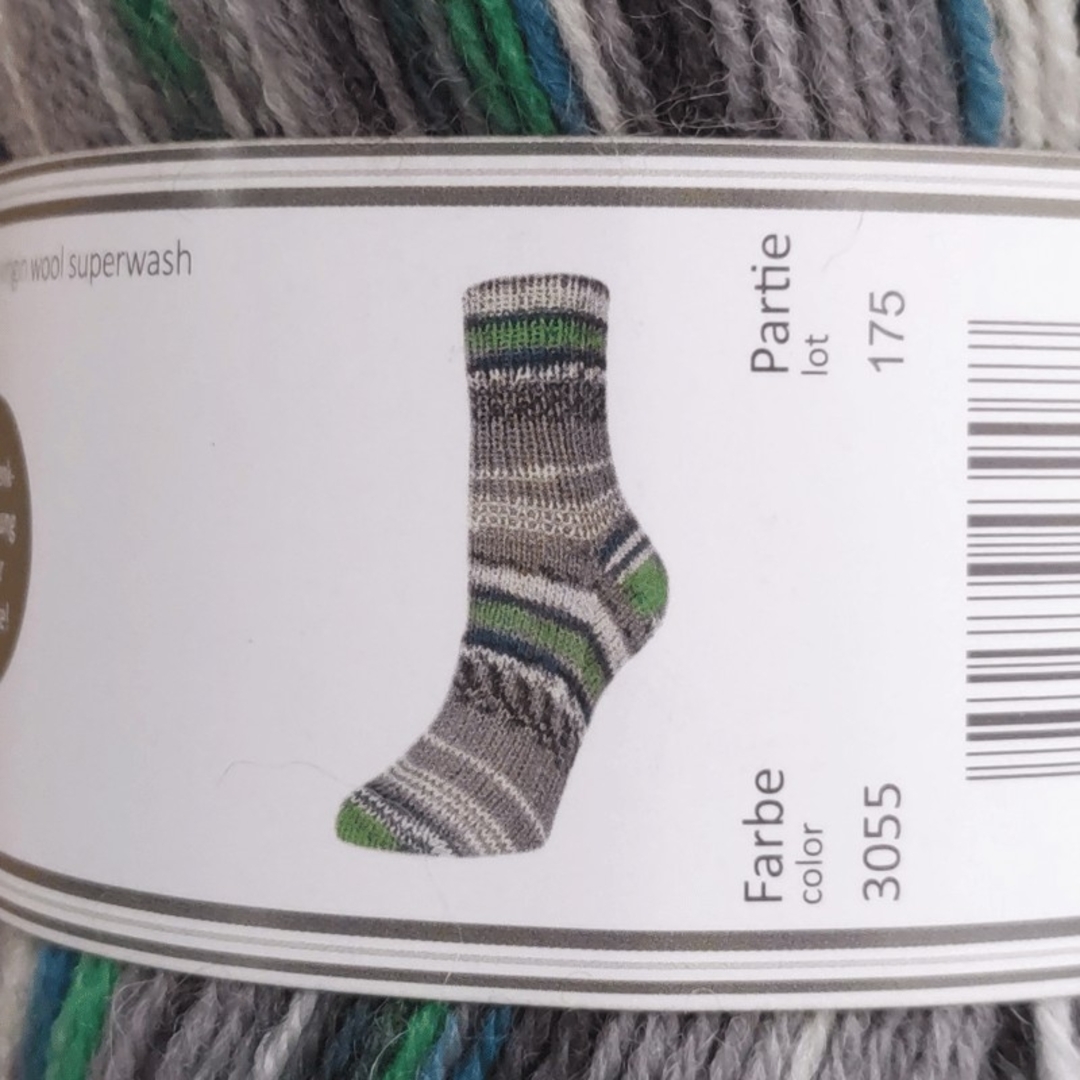 wool superwash
Partie
lot
175
Farbe
color
3055